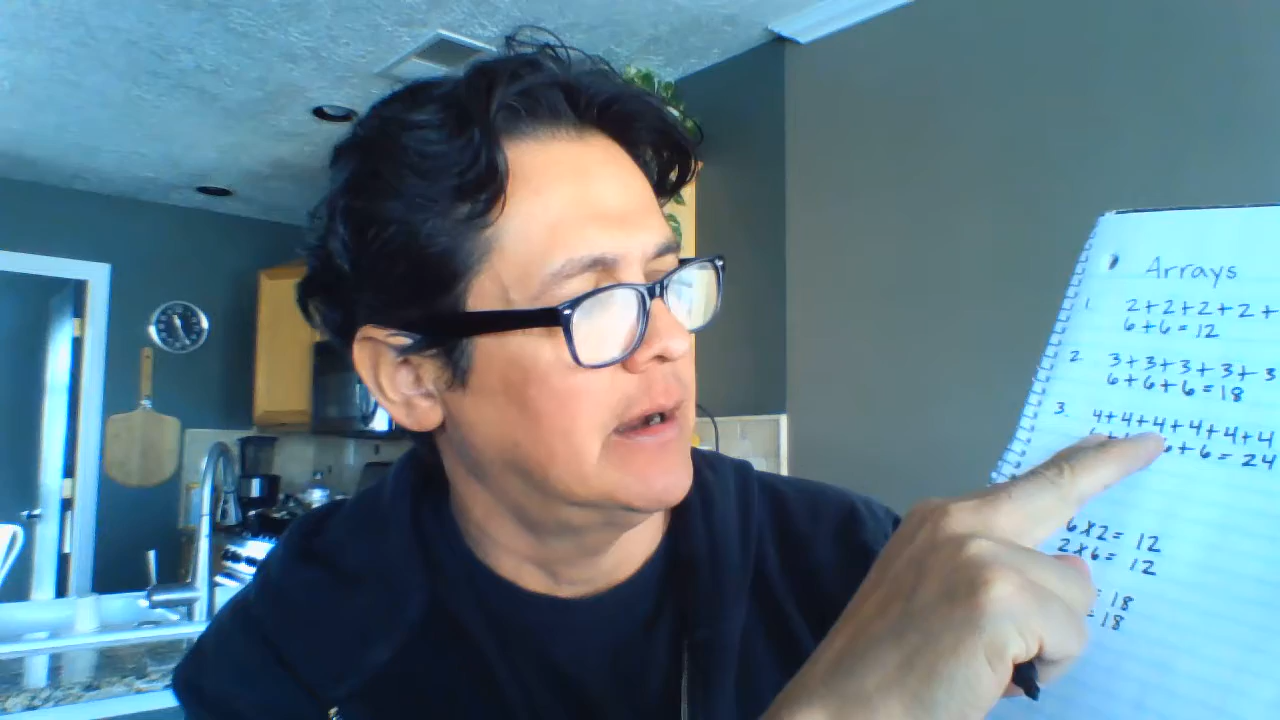 Arrays
1. 2+2+2+2+
6+6=12
2. 3+3+3+3+3
6+6+6=18
3. 4+4+4+4+4+4
6+6=24
6x2= 12
2x6= 12
= 18
= 18